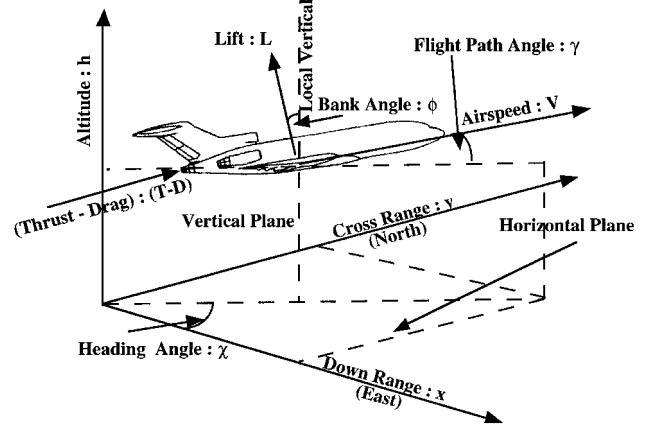 Lift : L
Local Vertical
Flight Path Angle : γ
Altitude : h
Bank Angle : ϕ
Airspeed : V
(Thrust - Drag) : (T-D)
Vertical Plane
Cross Range : y
(North)
Horizontal Plane
Heading Angle : χ
Down Range : x
(East)